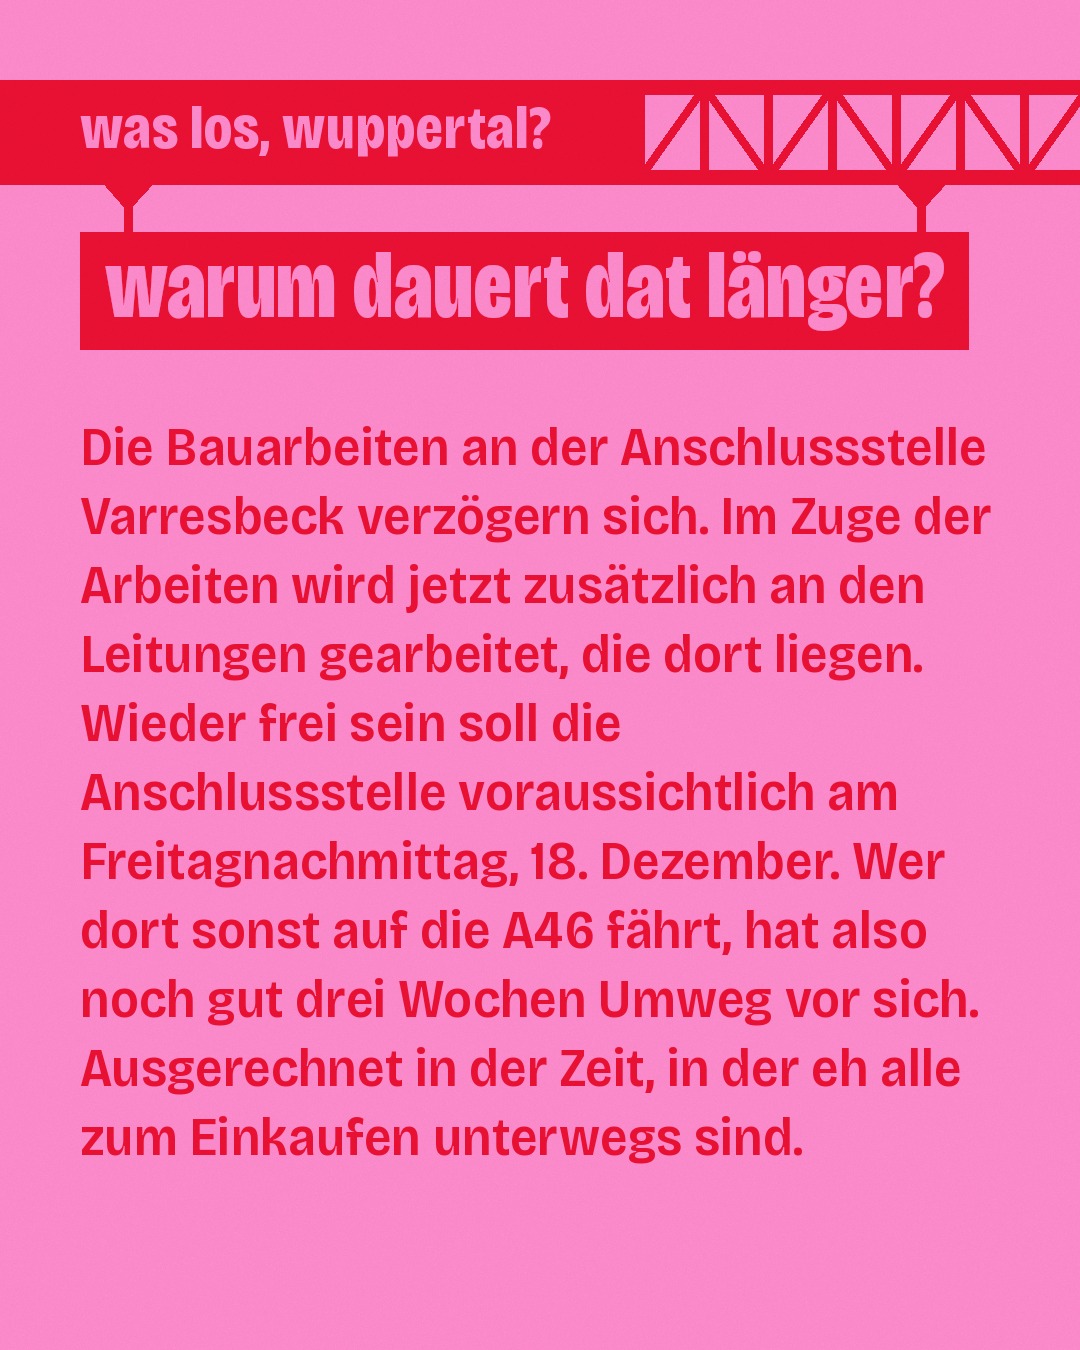 was los, wuppertal?
warum dauert dat länger?
Die Bauarbeiten an der Anschlussstelle
Varresbeck verzögern sich. Im Zuge der
Arbeiten wird jetzt zusätzlich an den
Leitungen gearbeitet, die dort liegen.
Wieder frei sein soll die
Anschlussstelle voraussichtlich am
Freitagnachmittag, 18. Dezember. Wer
dort sonst auf die A46 fährt, hat also
noch gut drei Wochen Umweg vor sich.
Ausgerechnet in der Zeit, in der eh alle
zum Einkaufen unterwegs sind.